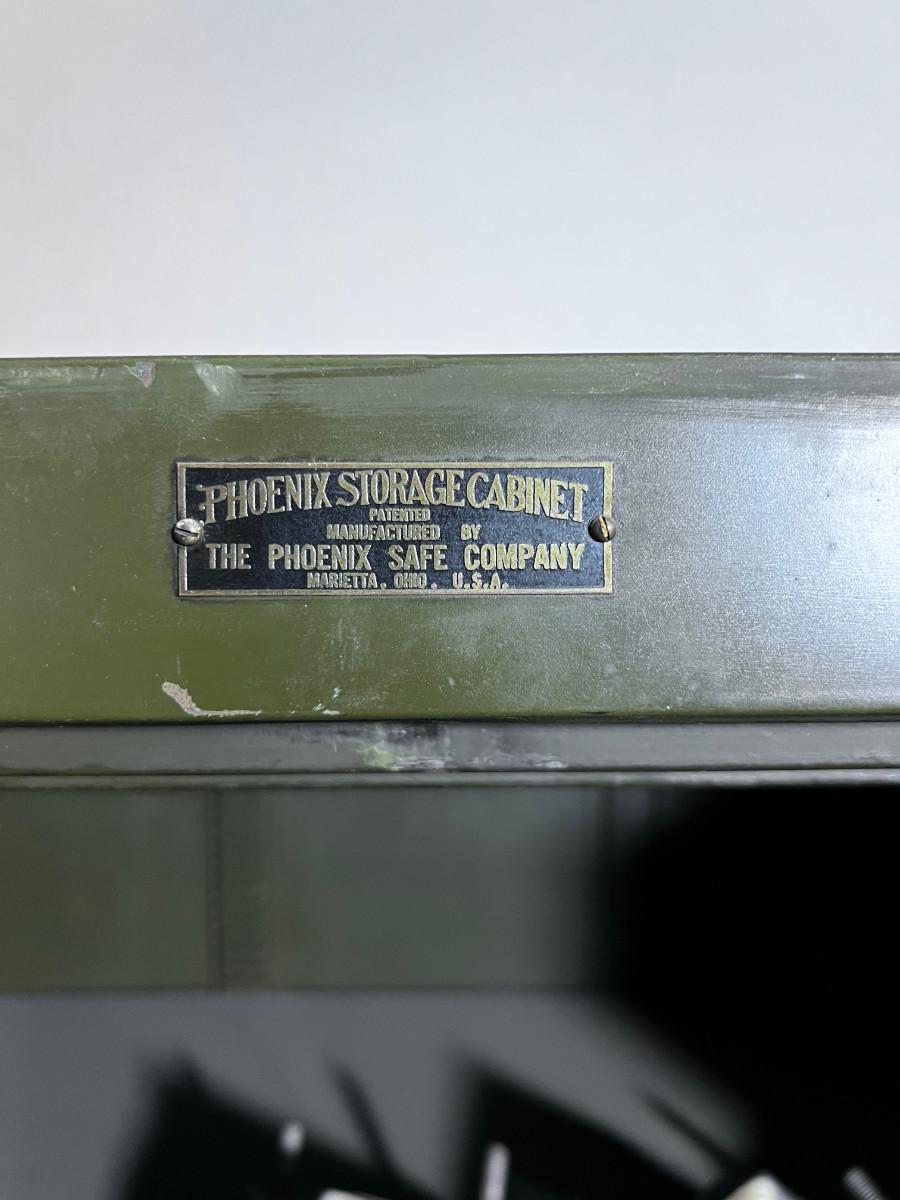 PHOENIX STORAGE CABINET
PATENTED
MANUFACTURED BY
THE PHOENIX SAFE COMPANY
MARIETTA, OHIO. U.S.A.